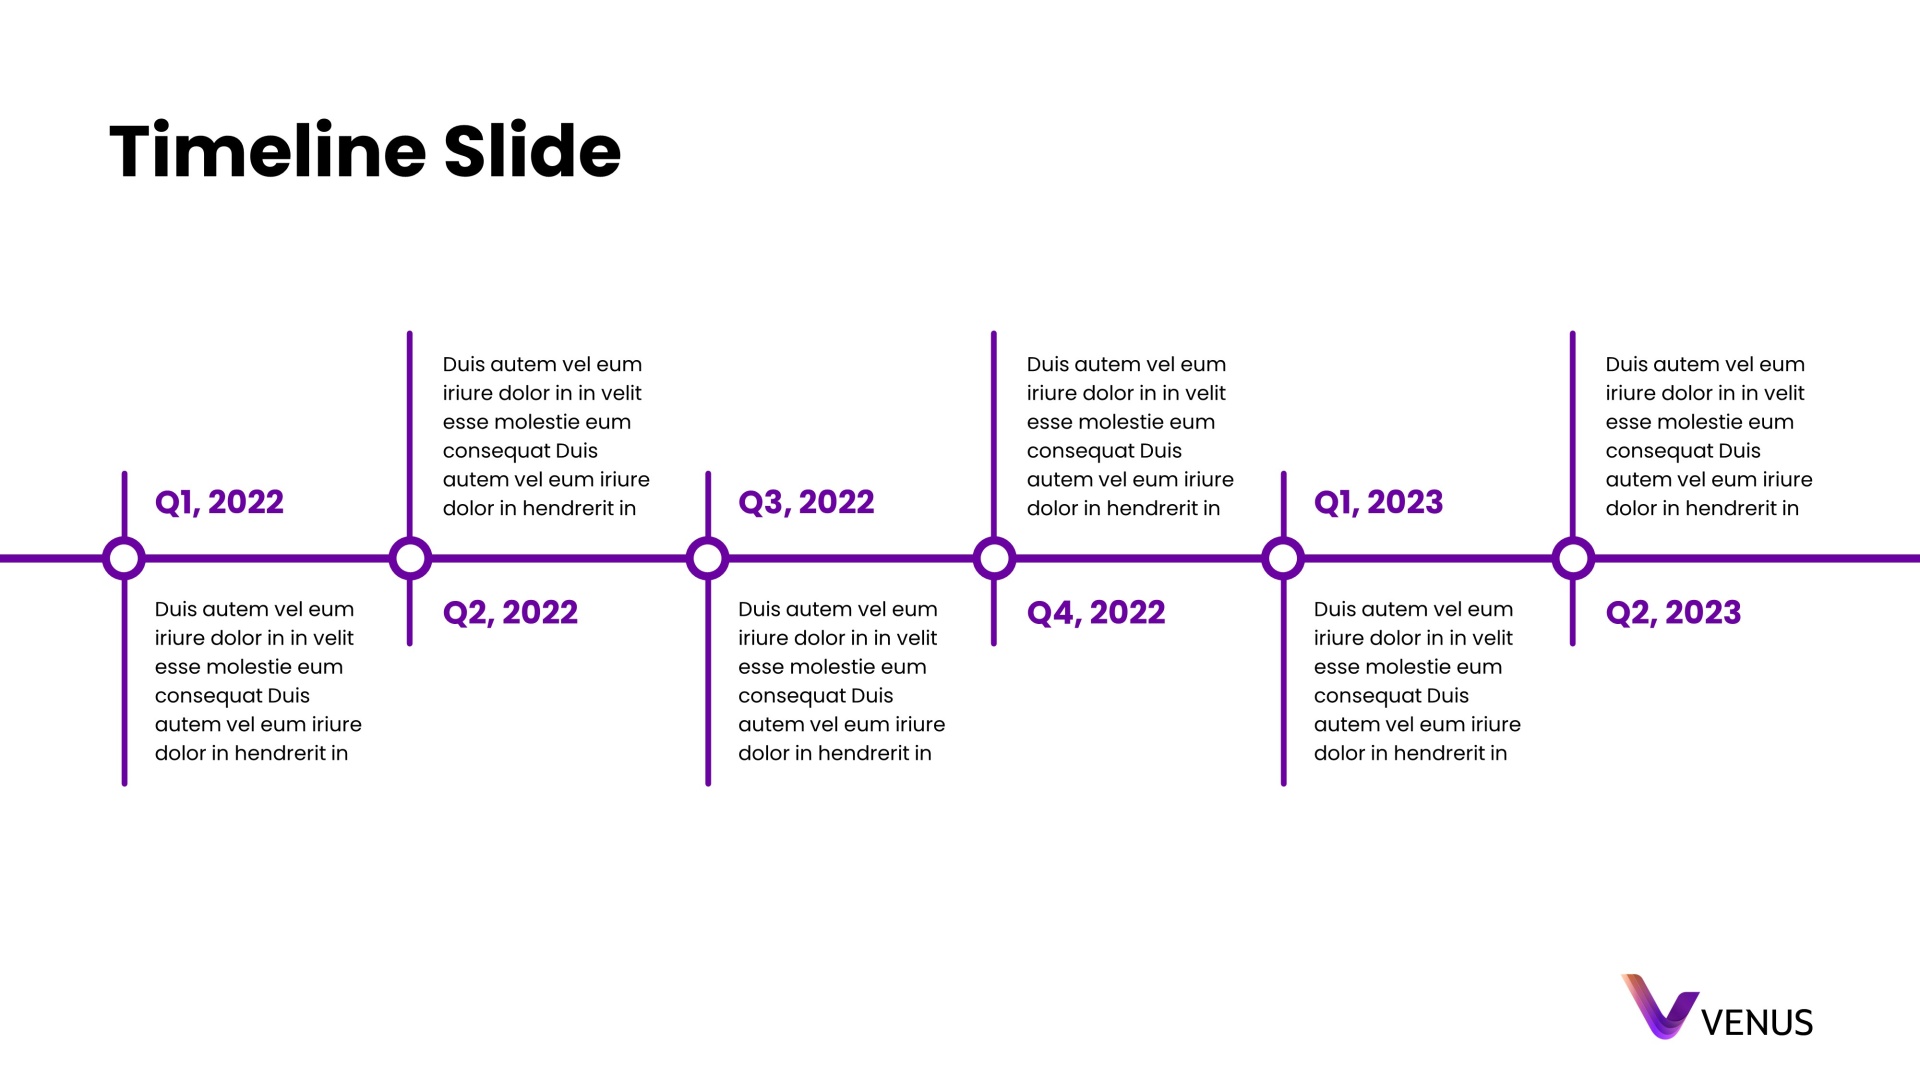 Timeline Slide
Q1, 2022
Duis autem vel eum
iriure dolor in in velit
esse molestie eum
consequat Duis
autem vel eum iriure
dolor in hendrerit in
Duis autem vel eum
iriure dolor in in velit
esse molestie eum
consequat Duis
autem vel eum iriure
dolor in hendrerit in
Q2, 2022
Q3, 2022
Duis autem vel eum
iriure dolor in in velit
esse molestie eum
consequat Duis
autem vel eum iriure
dolor in hendrerit in
Duis autem vel eum
iriure dolor in in velit
esse molestie eum
consequat Duis
autem vel eum iriure
dolor in hendrerit in
Q4, 2022
Q1, 2023
Duis autem vel eum
iriure dolor in in velit
esse molestie eum
consequat Duis
autem vel eum iriure
dolor in hendrerit in
Duis autem vel eum
iriure dolor in in velit
esse molestie eum
consequat Duis
autem vel eum iriure
dolor in hendrerit in
Q2, 2023
VENUS